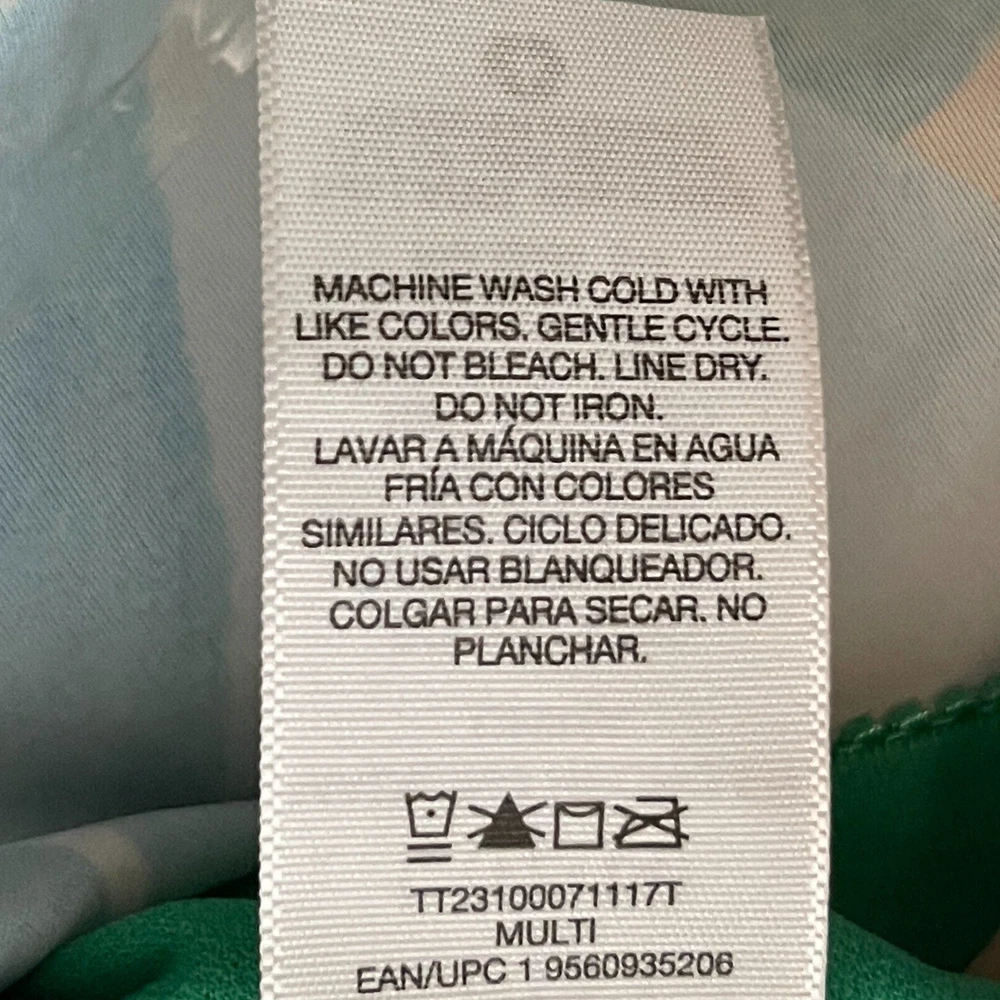 MACHINE WASH COLD WITH
LIKE COLORS. GENTLE CYCLE.
DO NOT BLEACH. LINE DRY.
DO NOT IRON.
LAVAR A MÁQUINA EN AGUA
FRÍA CON COLORES
SIMILARES. CICLO DELICADO.
NO USAR BLANQUEADOR.
COLGAR PARA SECAR. NO
PLANCHAR.
TT23100071117T
MULTI
EAN/UPC 1 9560935206